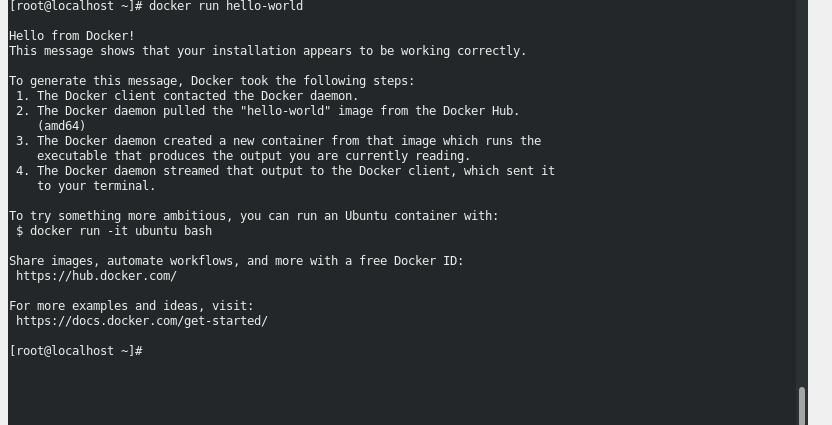 [root@localhost ~]# docker run hello-world
Hello from Docker!
This message shows that your installation appears to be working correctly.
To generate this message, Docker took the following steps:
 1. The Docker client contacted the Docker daemon.
 2. The Docker daemon pulled the "hello-world" image from the Docker Hub.
    (amd64)
 3. The Docker daemon created a new container from that image which runs the
    executable that produces the output you are currently reading.
 4. The Docker daemon streamed that output to the Docker client, which sent it
    to your terminal.
To try something more ambitious, you can run an Ubuntu container with:
 $ docker run -it ubuntu bash
Share images, automate workflows, and more with a free Docker ID:
 https://hub.docker.com/
For more examples and ideas, visit:
 https://docs.docker.com/get-started/
[root@localhost ~]#